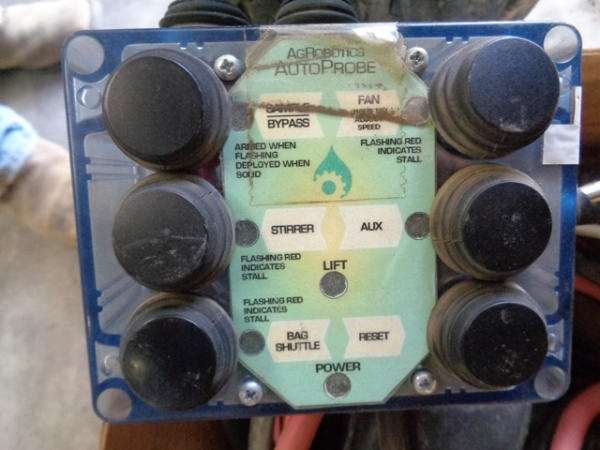 AGROBOTICS
AUTOPROBE
SAMPLE
BYPASS
FAN
SPEED
ARMED WHEN
FLASHING
DEPLOYED WHEN
SOLID
FLASHING RED
INDICATES
STALL
STIRRER
AUX
FLASHING RED
INDICATES
STALL
LIFT
FLASHING RED
INDICATES
STALL
BAG
SHUTTLE
RESET
POWER